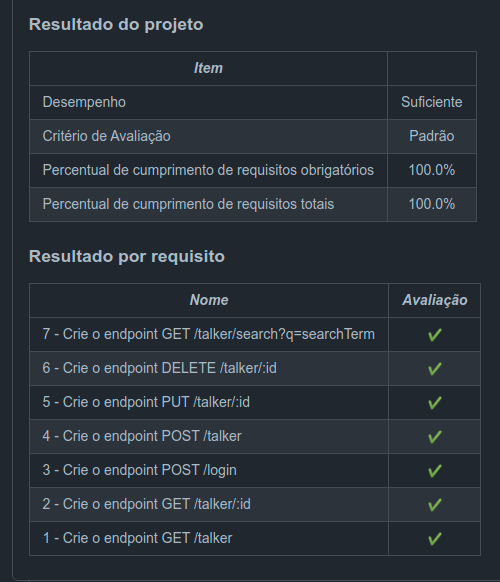 Resultado do projeto
Item
Desempenho Suficiente
Critério de Avaliação Padrão
Percentual de cumprimento de requisitos obrigatórios 100.0%
Percentual de cumprimento de requisitos totais 100.0%
Resultado por requisito
Nome Avaliação
7 - Crie o endpoint GET /talker/search?q=searchTerm ✔
6 - Crie o endpoint DELETE /talker/:id ✔
5 - Crie o endpoint PUT /talker/:id ✔
4 - Crie o endpoint POST /talker ✔
3 - Crie o endpoint POST /login ✔
2 - Crie o endpoint GET /talker/:id ✔
1 - Crie o endpoint GET /talker ✔